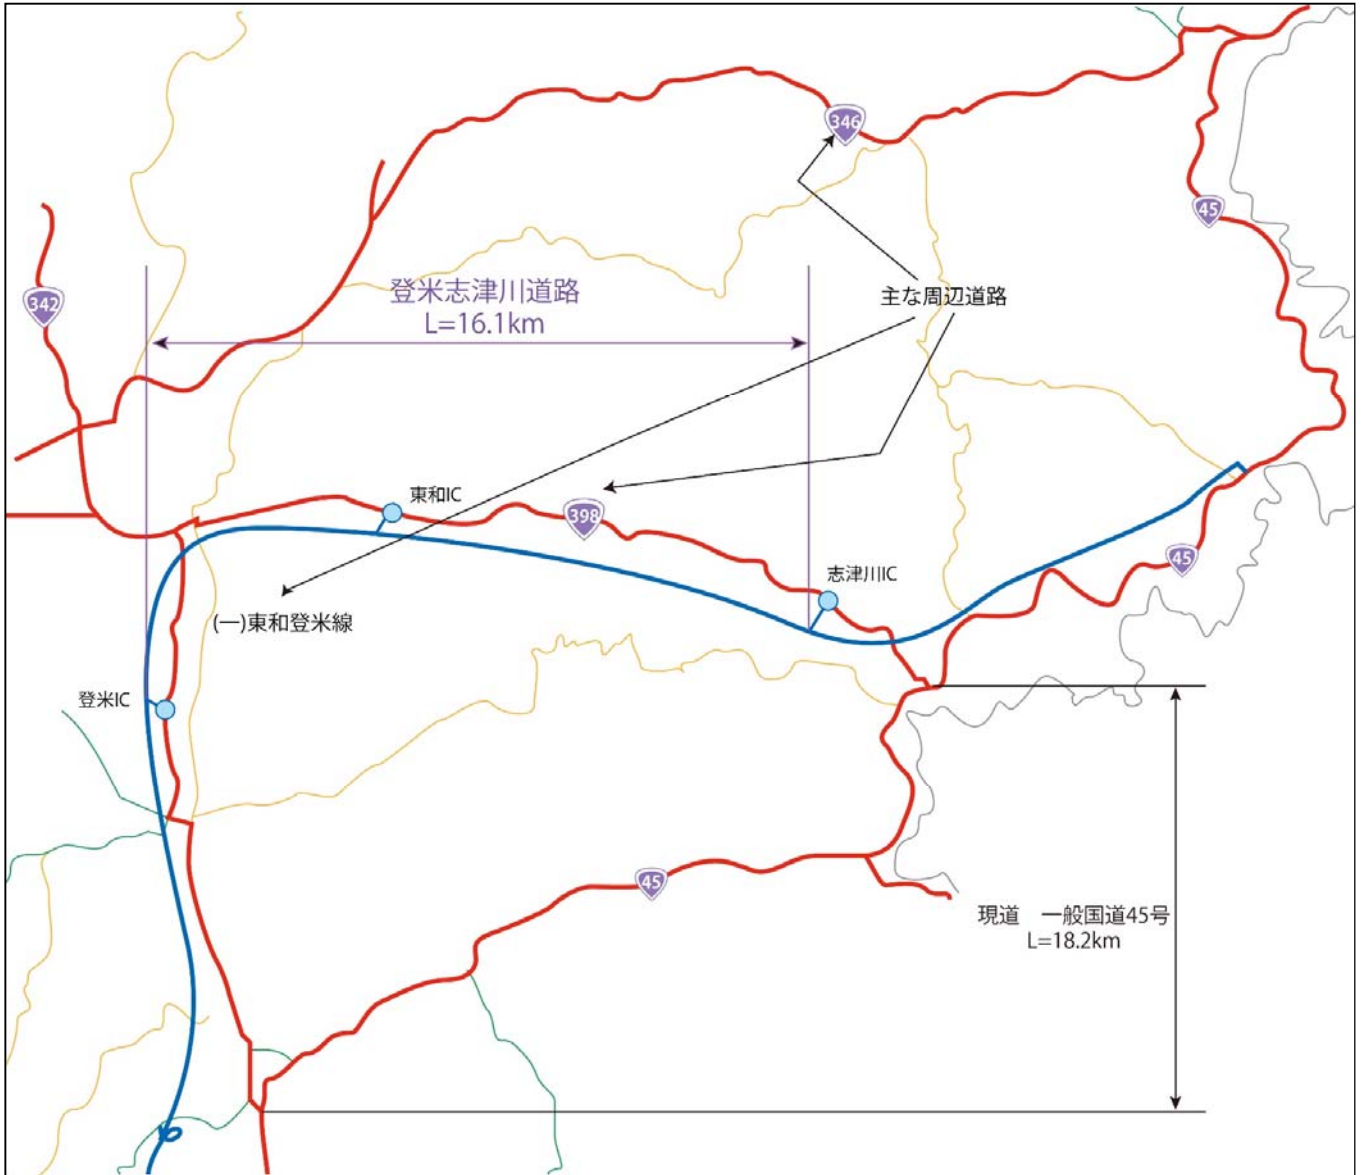 346
45
342
登米志津川道路
L=16.1km
主な周辺道路
東和IC
398
45
志津川IC
(一)東和登米線
登米IC
45
現道　一般国道45号
L=18.2km